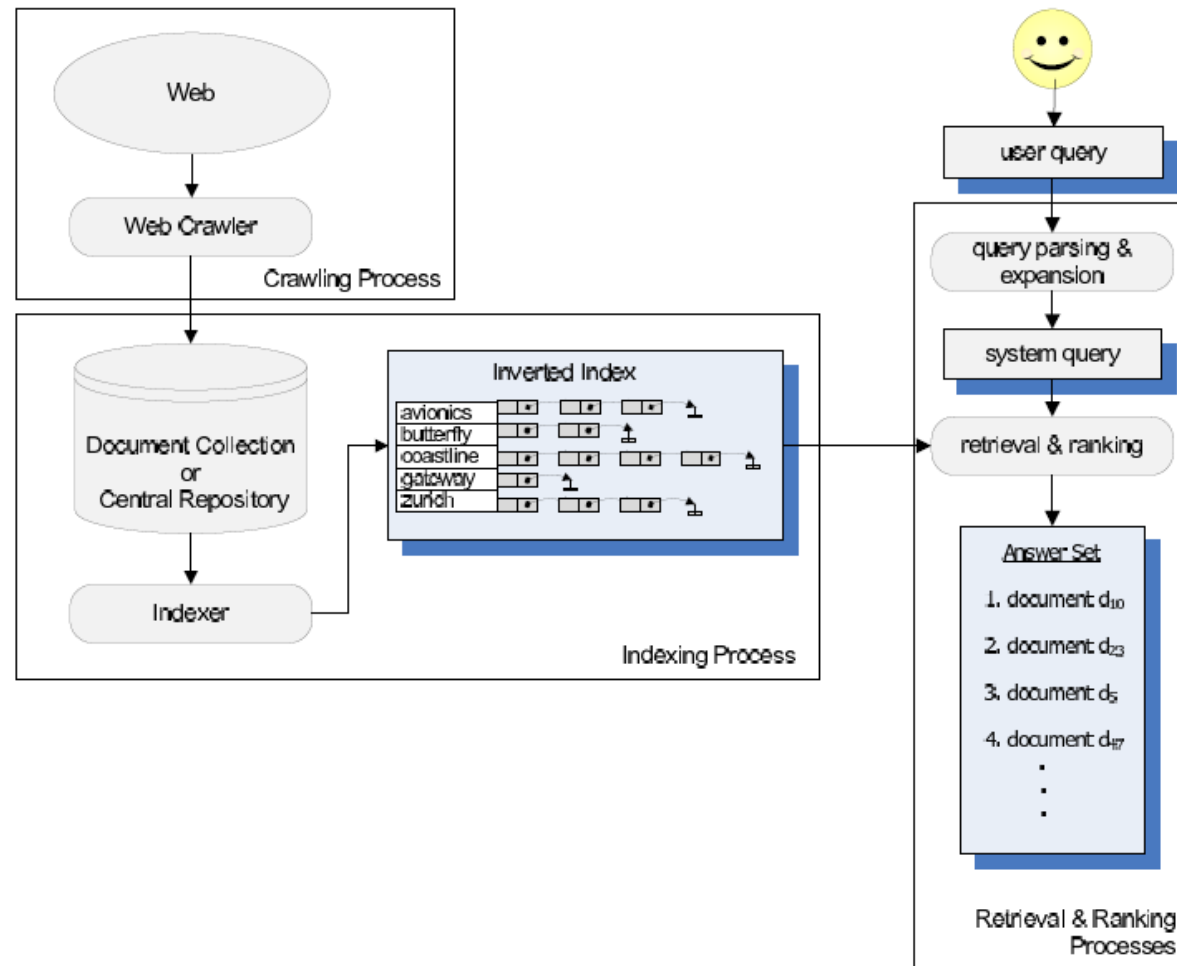 Web
Web Crawler
Crawling Process
Document Collection
or
Central Repository
Indexer
Inverted Index
avionics
butterfly
coastline
gateway
zurich
Indexing Process
user query
query parsing &
expansion
system query
retrieval & ranking
Answer Set
1. document d10
2. document d23
3. document d5
4. document
Retrieval & Ranking
Processes